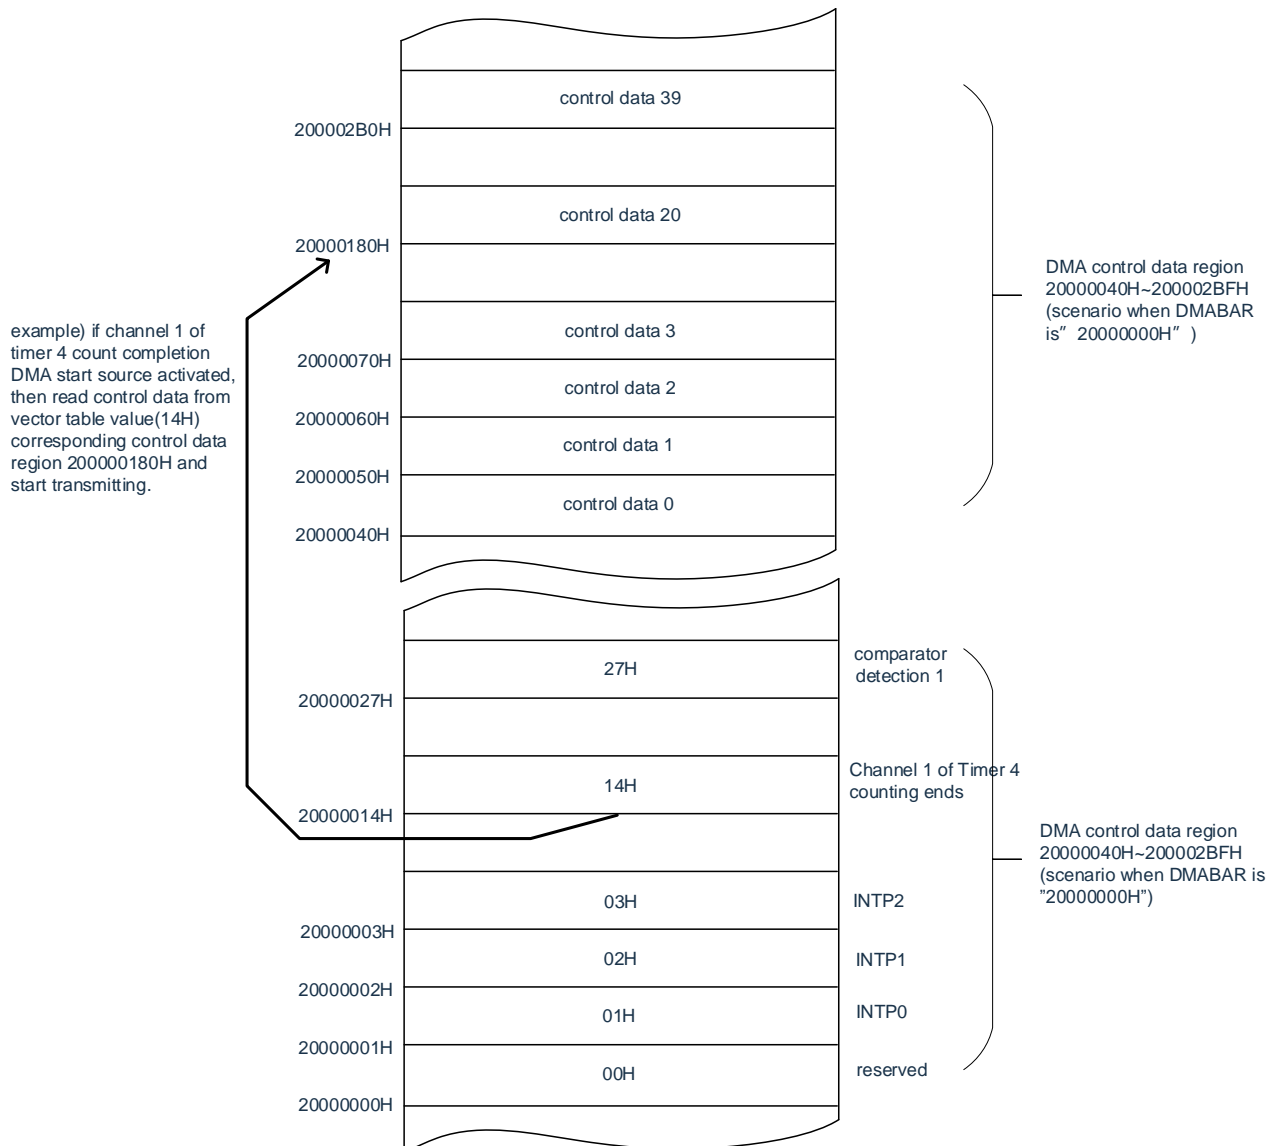 control data 39
200002B0H
control data 20
20000180H
control data 3
20000070H
control data 2
20000060H
control data 1
20000050H
control data 0
20000040H
DMA control data region
20000040H~200002BFH
(scenario when DMABAR
is” 20000000H” )
example) if channel 1 of
timer 4 count completion
DMA start source activated,
then read control data from
vector table value(14H)
corresponding control data
region 200000180H and
start transmitting.
27H
comparator
detection 1
20000027H
14H
Channel 1 of Timer 4
counting ends
20000014H
03H
INTP2
20000003H
02H
INTP1
20000002H
01H
INTP0
20000001H
00H
reserved
20000000H
DMA control data region
20000040H~200002BFH
(scenario when DMABAR is
”20000000H”)